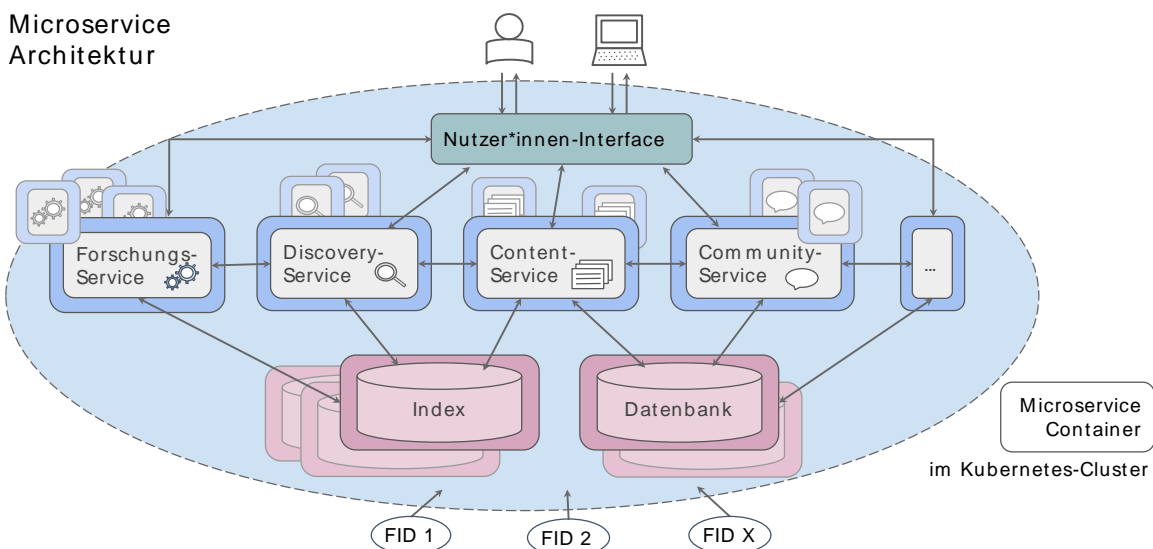 Microservice
Architektur
Nutzer*innen-Interface
Forschungs-
Service
Discovery-
Service
Content-
Service
Community-
Service
...
Index
Datenbank
Microservice
Container
im Kubernetes-Cluster
FID 1
FID 2
FID X